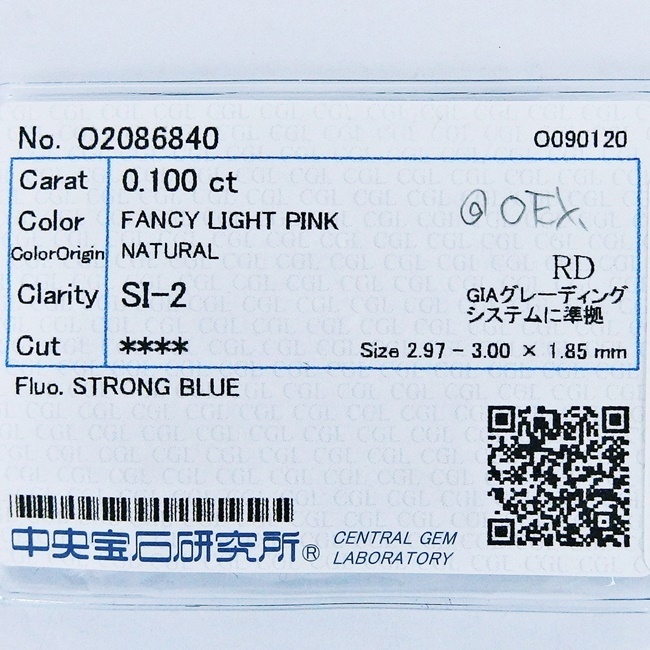 No. O2086840 O090120
Carat 0.100 ct
Color FANCY LIGHT PINK
ColorOrigin NATURAL
RD
Clarity SI-2
GIAグレーディング
システムに準拠
Cut **** Size 2.97 - 3.00 × 1.85 mm
Fluo. STRONG BLUE
中央宝石研究所®
CENTRAL GEM
LABORATORY